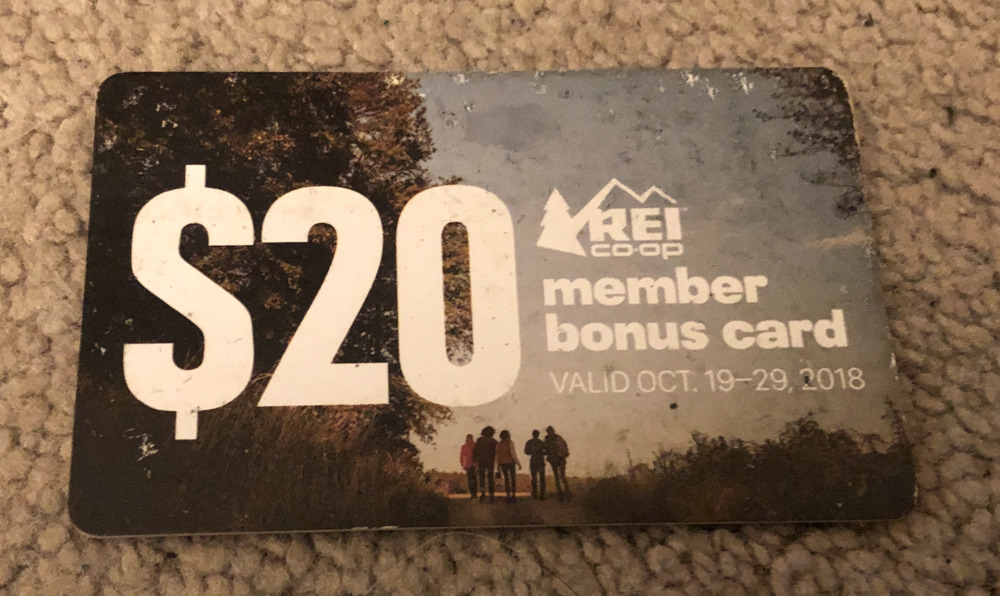 $20
REI
co·op
member
bonus card
VALID OCT. 19–29, 2018